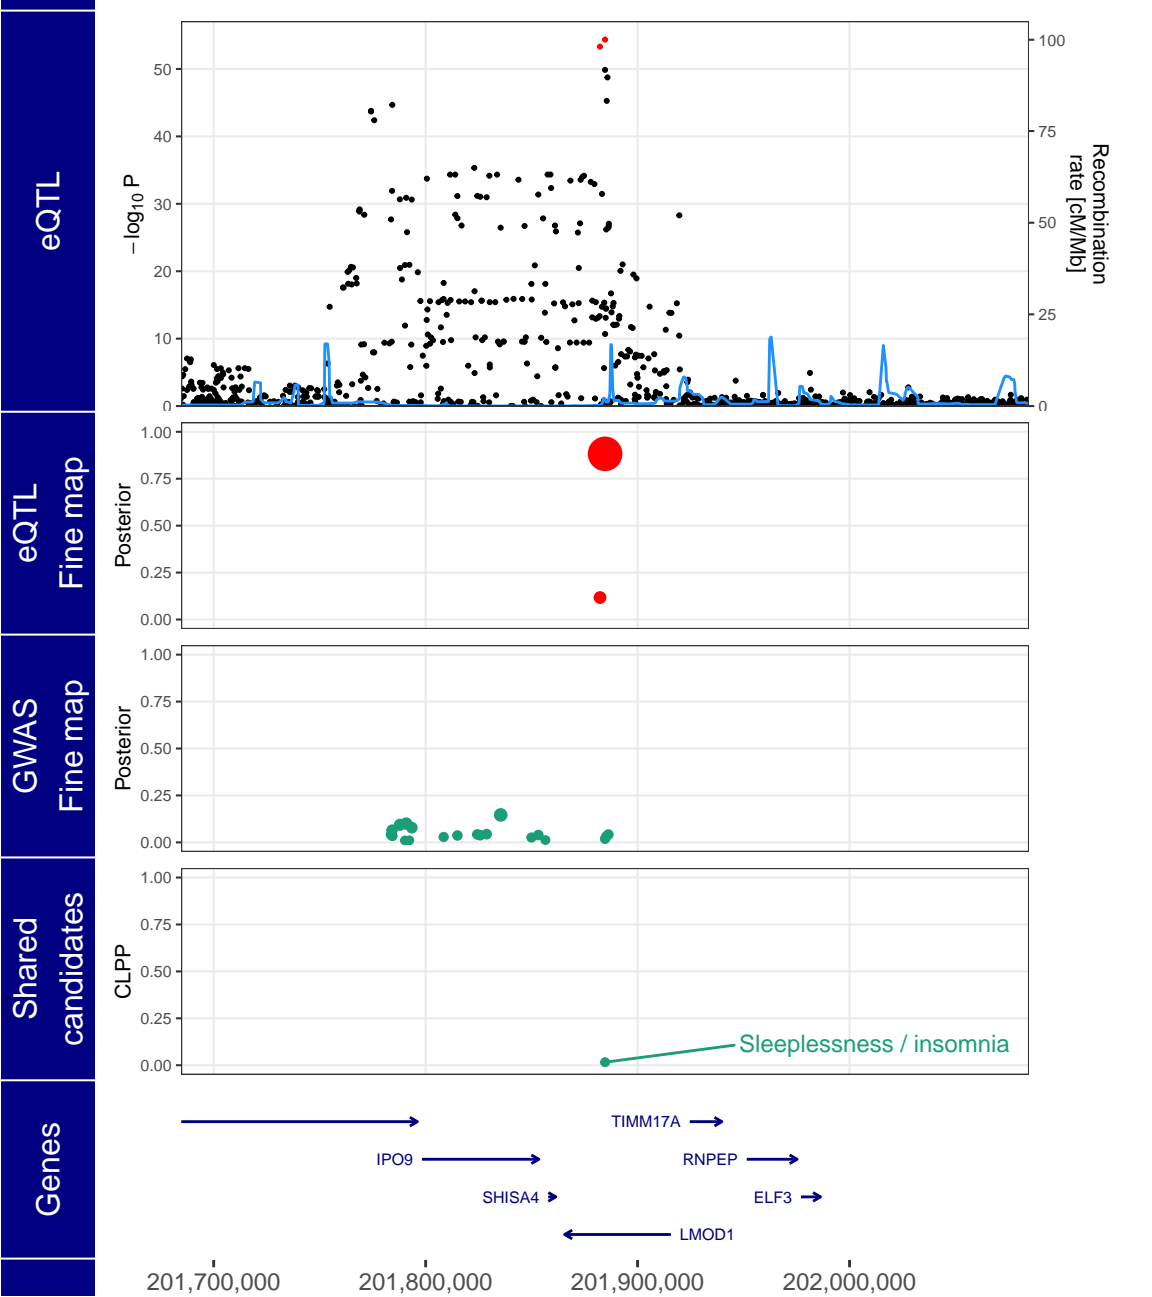 eQTL
−log10 P
50
40
30
20
10
0
100
75
50
25
0
Recombination
rate [cM/Mb]
eQTL
Fine map
Posterior
1.00
0.75
0.50
0.25
0.00
GWAS
Fine map
Posterior
1.00
0.75
0.50
0.25
0.00
Shared
candidates
CLPP
1.00
0.75
0.50
0.25
0.00
Sleeplessness / insomnia
Genes
TIMM17A
IPO9
RNPEP
SHISA4
ELF3
LMOD1
201,700,000
201,800,000
201,900,000
202,000,000